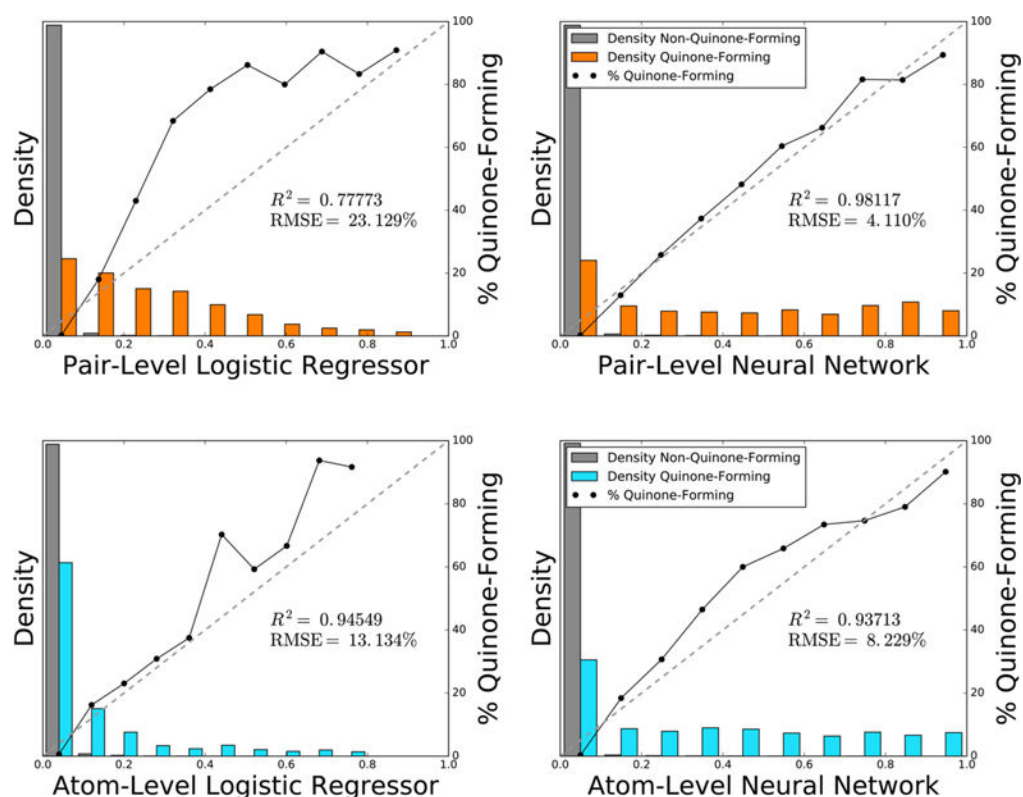 100
80
60
40
20
0
Density
% Quinone-Forming
R² = 0.77773
RMSE = 23.129%
0.0 0.2 0.4 0.6 0.8 1.0
Pair-Level Logistic Regressor
Density Non-Quinone-Forming
Density Quinone-Forming
% Quinone-Forming
100
80
60
40
20
0
Density
% Quinone-Forming
R² = 0.98117
RMSE = 4.110%
0.0 0.2 0.4 0.6 0.8 1.0
Pair-Level Neural Network
100
80
60
40
20
0
Density
% Quinone-Forming
R² = 0.94549
RMSE = 13.134%
0.0 0.2 0.4 0.6 0.8 1.0
Atom-Level Logistic Regressor
Density Non-Quinone-Forming
Density Quinone-Forming
% Quinone-Forming
100
80
60
40
20
0
Density
% Quinone-Forming
R² = 0.93713
RMSE = 8.229%
0.0 0.2 0.4 0.6 0.8 1.0
Atom-Level Neural Network